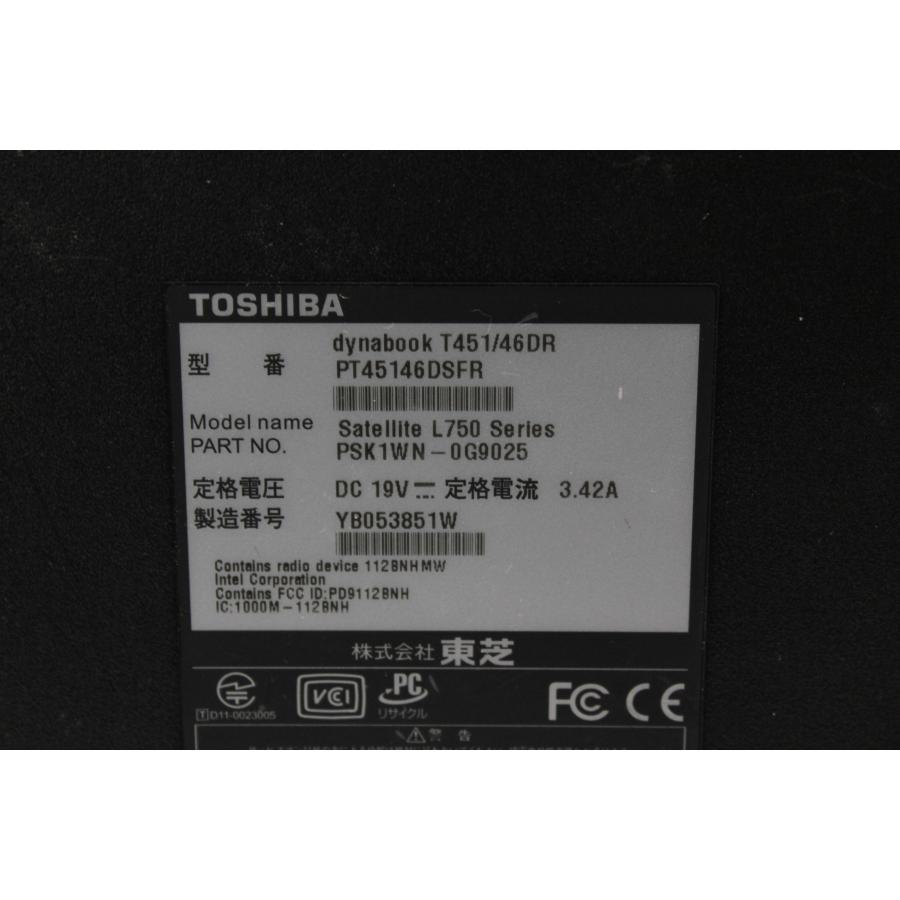 TOSHIBA
dynabook T451/46DR
型 番 PT45146DSFR
Model name Satellite L750 Series
PART NO. PSK1WN-0G9025
定格電圧 DC 19V 定格電流 3.42A
製造番号 YB053851W
Contains radio device 112BNHMW
Intel Corporation
Contains FCC ID:PD9112BNH
IC:1000M-112BNH
株式会社 東芝
T D11-0023005 VCI PC リサイクル FC CE
警 告